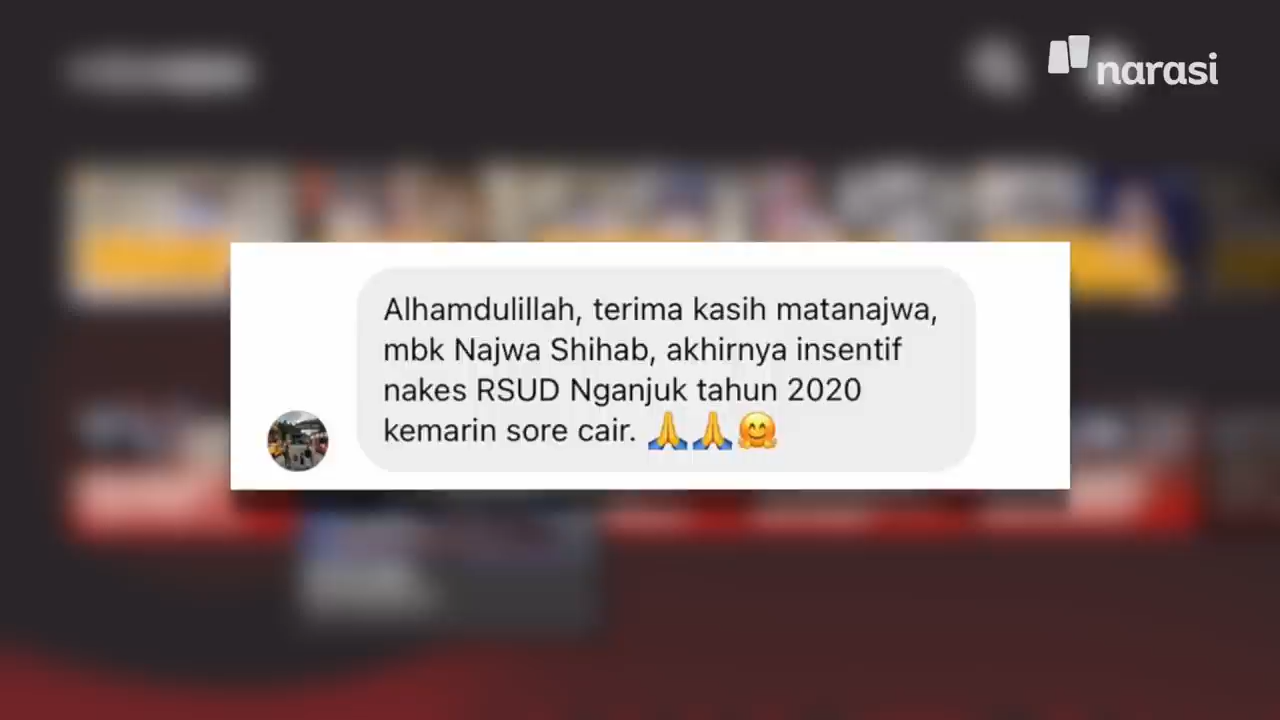 narasi
Alhamdulillah, terima kasih matanajwa,
mbk Najwa Shihab, akhirnya insentif
nakes RSUD Nganjuk tahun 2020
kemarin sore cair. 🙏🙏🤗